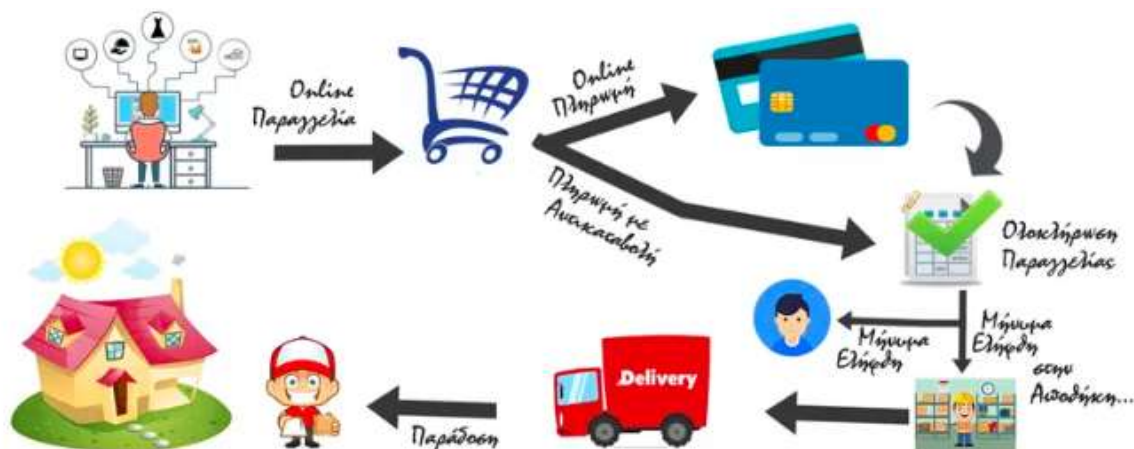 Online
Παραγγελία
Online
Πληρωμή
Πληρωμή με
Αντικαταβολή
Ολοκλήρωση
Παραγγελίας
Μήνυμα
Ελήφθη
Μήνυμα
Ελήφθη
στην
Αποθήκη...
Delivery
Παράδοση